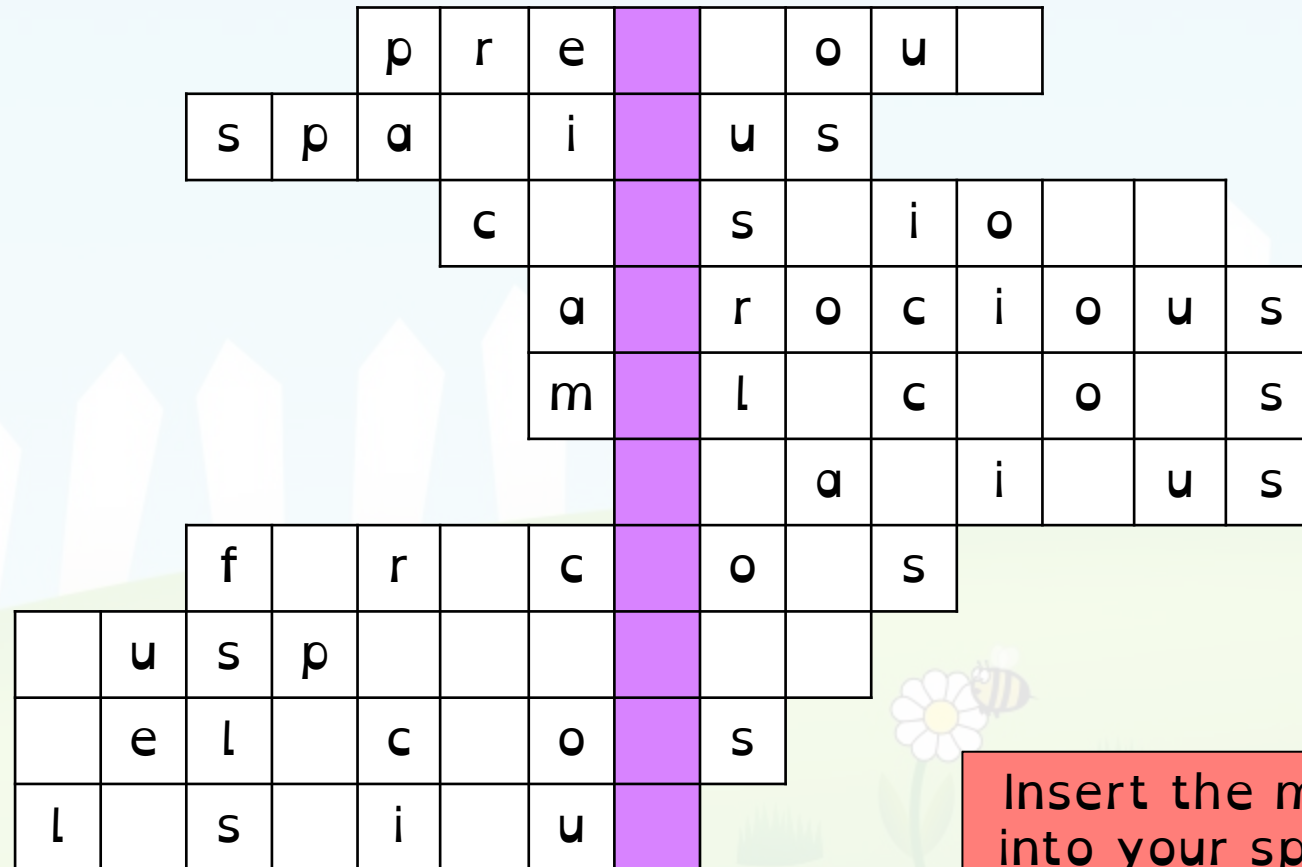 p r e o u
s p a i u s
c s i o
a r o c i o u s
m l c o s
a i u s
f r c o s
u s p
e l c o s
l s i u
Insert the m
into your sp